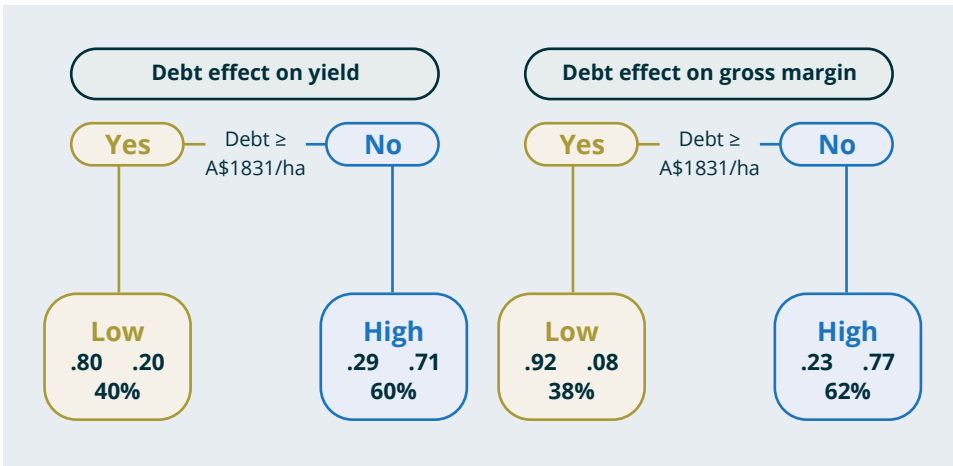 Debt effect on yield
Yes
Debt ≥
A$1831/ha
No
Low
.80 .20
40%
High
.29 .71
60%
Debt effect on gross margin
Yes
Debt ≥
A$1831/ha
No
Low
.92 .08
38%
High
.23 .77
62%